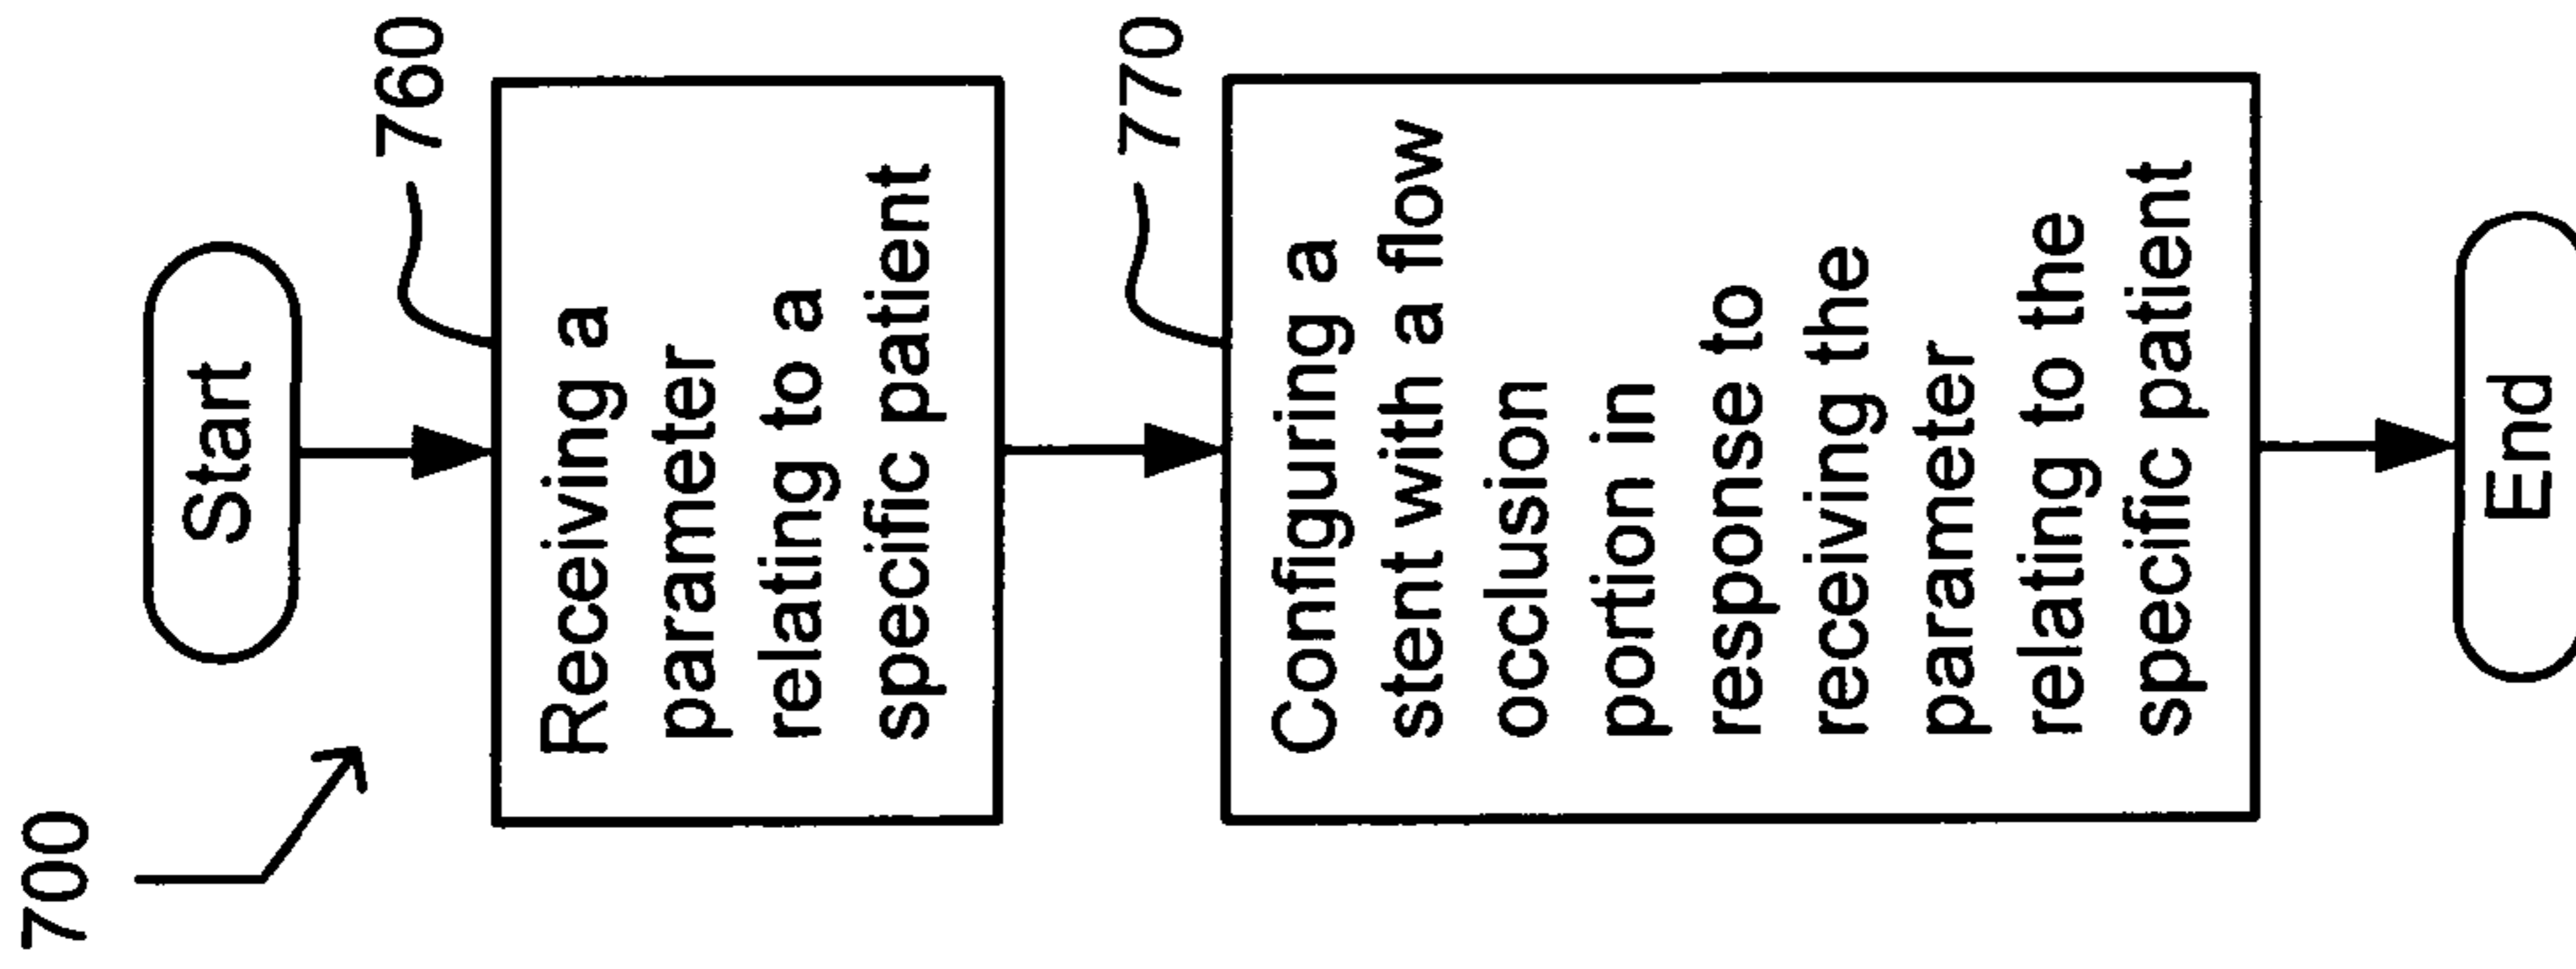 700
Start
760
Receiving a
parameter
relating to a
specific patient
770
Configuring a
stent with a flow
occlusion
portion in
response to
receiving the
parameter
relating to the
specific patient
End